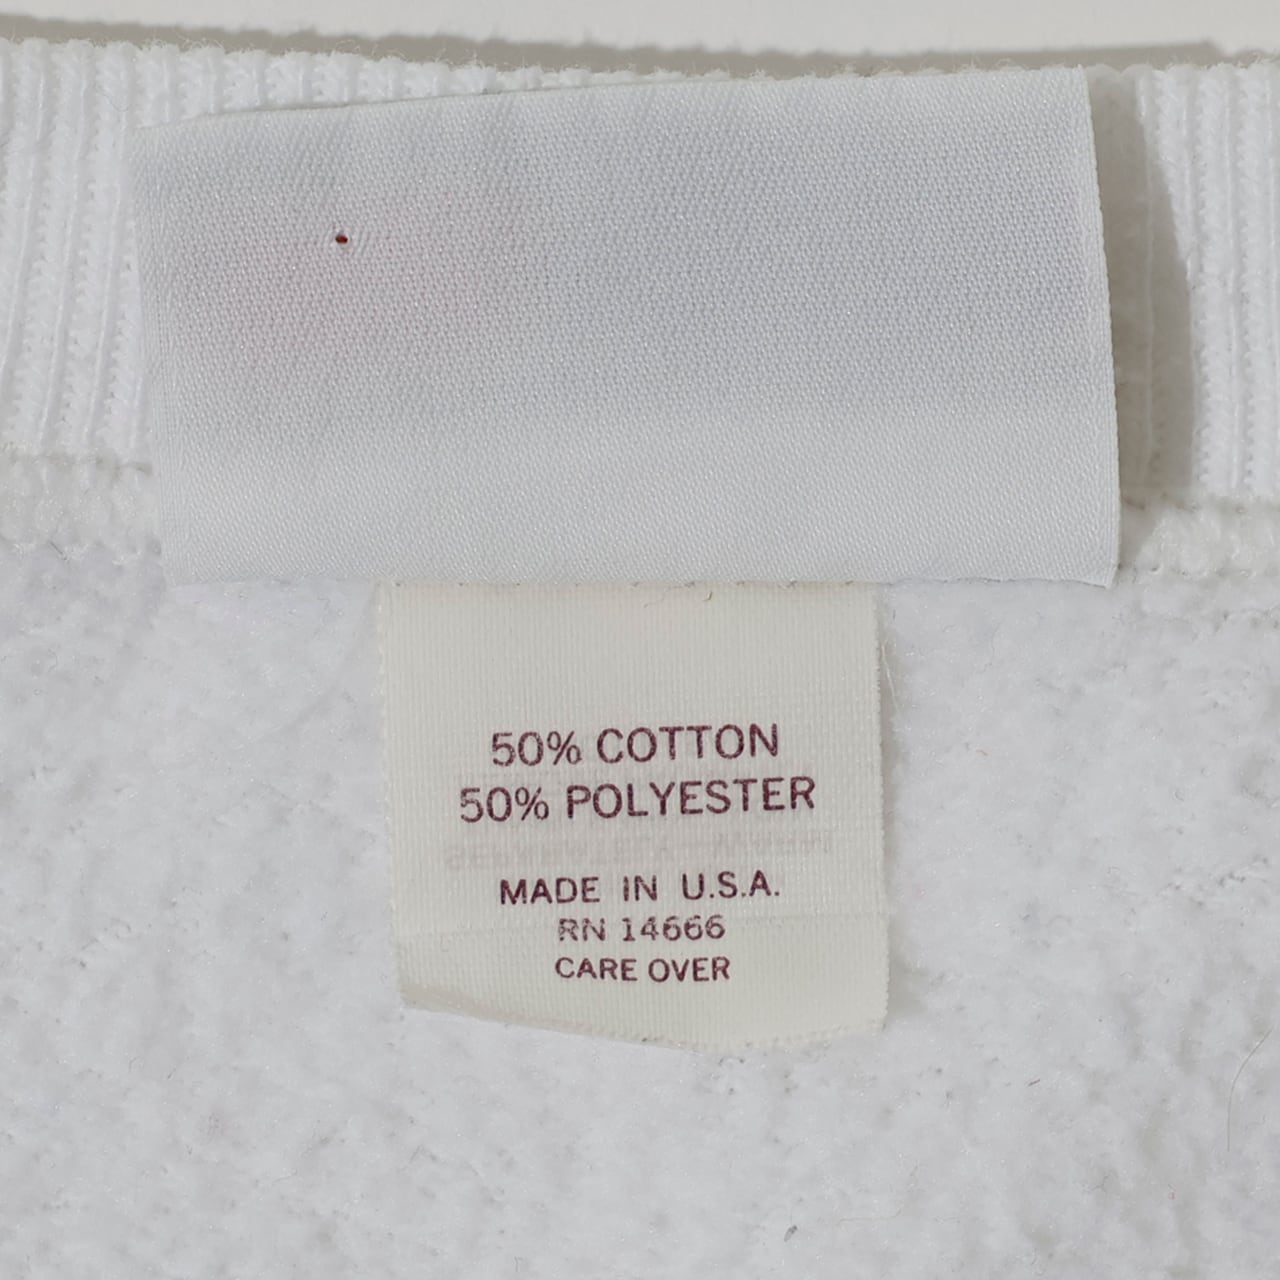 50% COTTON
50% POLYESTER
MADE IN U.S.A.
RN 14666
CARE OVER